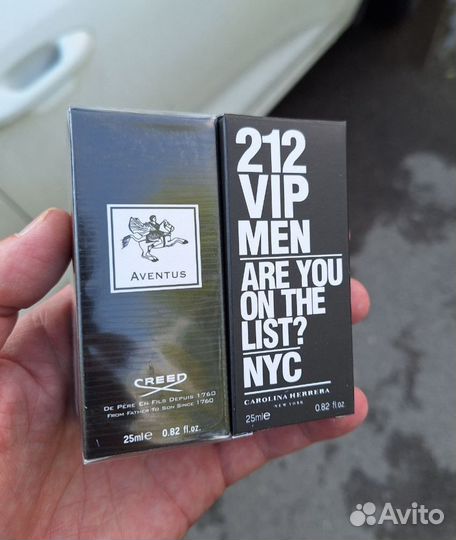 AVENTUS
CREED
DE PÈRE EN FILS DEPUIS 1760
FROM FATHER TO SON SINCE 1760
25ml e 0.82 fl.oz.
212
VIP
MEN
ARE YOU
ON THE
LIST?
NYC
CAROLINA HERRERA
NEW YORK
25ml e 0.82 fl.oz.
Avito